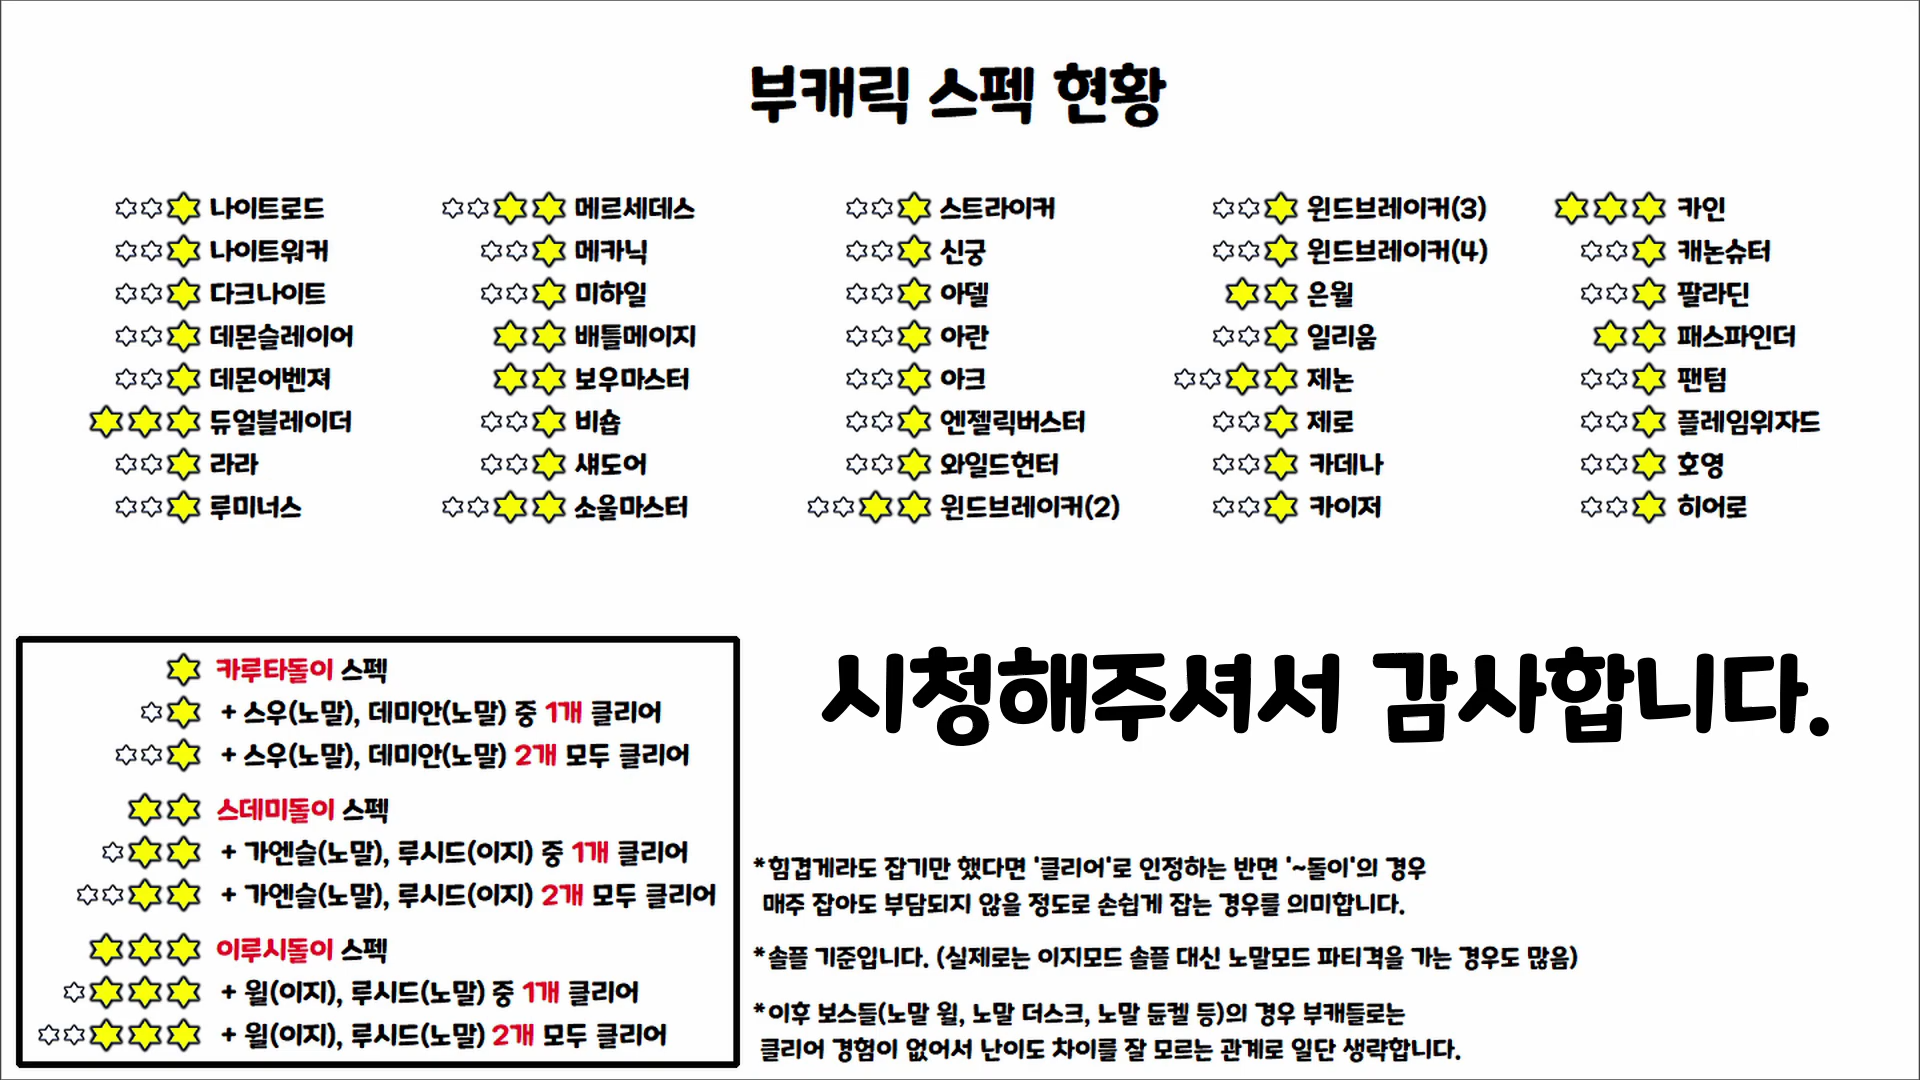 부캐릭 스펙 현황
나이트로드
나이트워커
다크나이트
데몬슬레이어
데몬어벤져
듀얼블레이더
라라
루미너스
메르세데스
메카닉
미하일
배틀메이지
보우마스터
비숍
섀도어
소울마스터
스트라이커
신궁
아델
아란
아크
엔젤릭버스터
와일드헌터
윈드브레이커(2)
윈드브레이커(3)
윈드브레이커(4)
은월
일리움
제논
제로
카데나
카이저
카인
캐논슈터
팔라딘
패스파인더
팬텀
플레임위자드
호영
히어로
카루타돌이 스펙
+ 스우(노말), 데미안(노말) 중 1개 클리어
+ 스우(노말), 데미안(노말) 2개 모두 클리어
스데미돌이 스펙
+ 가엔슬(노말), 루시드(이지) 중 1개 클리어
+ 가엔슬(노말), 루시드(이지) 2개 모두 클리어
이루시돌이 스펙
+ 윌(이지), 루시드(노말) 중 1개 클리어
+ 윌(이지), 루시드(노말) 2개 모두 클리어
시청해주셔서 감사합니다.
*힘겹게라도 잡기만 했다면 '클리어'로 인정하는 반면 '~돌이'의 경우
매주 잡아도 부담되지 않을 정도로 손쉽게 잡는 경우를 의미합니다.
*솔플 기준입니다. (실제로는 이지모드 솔플 대신 노말모드 파티격을 가는 경우도 많음)
*이후 보스들(노말 윌, 노말 더스크, 노말 듄켈 등)의 경우 부캐들로는
클리어 경험이 없어서 난이도 차이를 잘 모르는 관계로 일단 생략합니다.